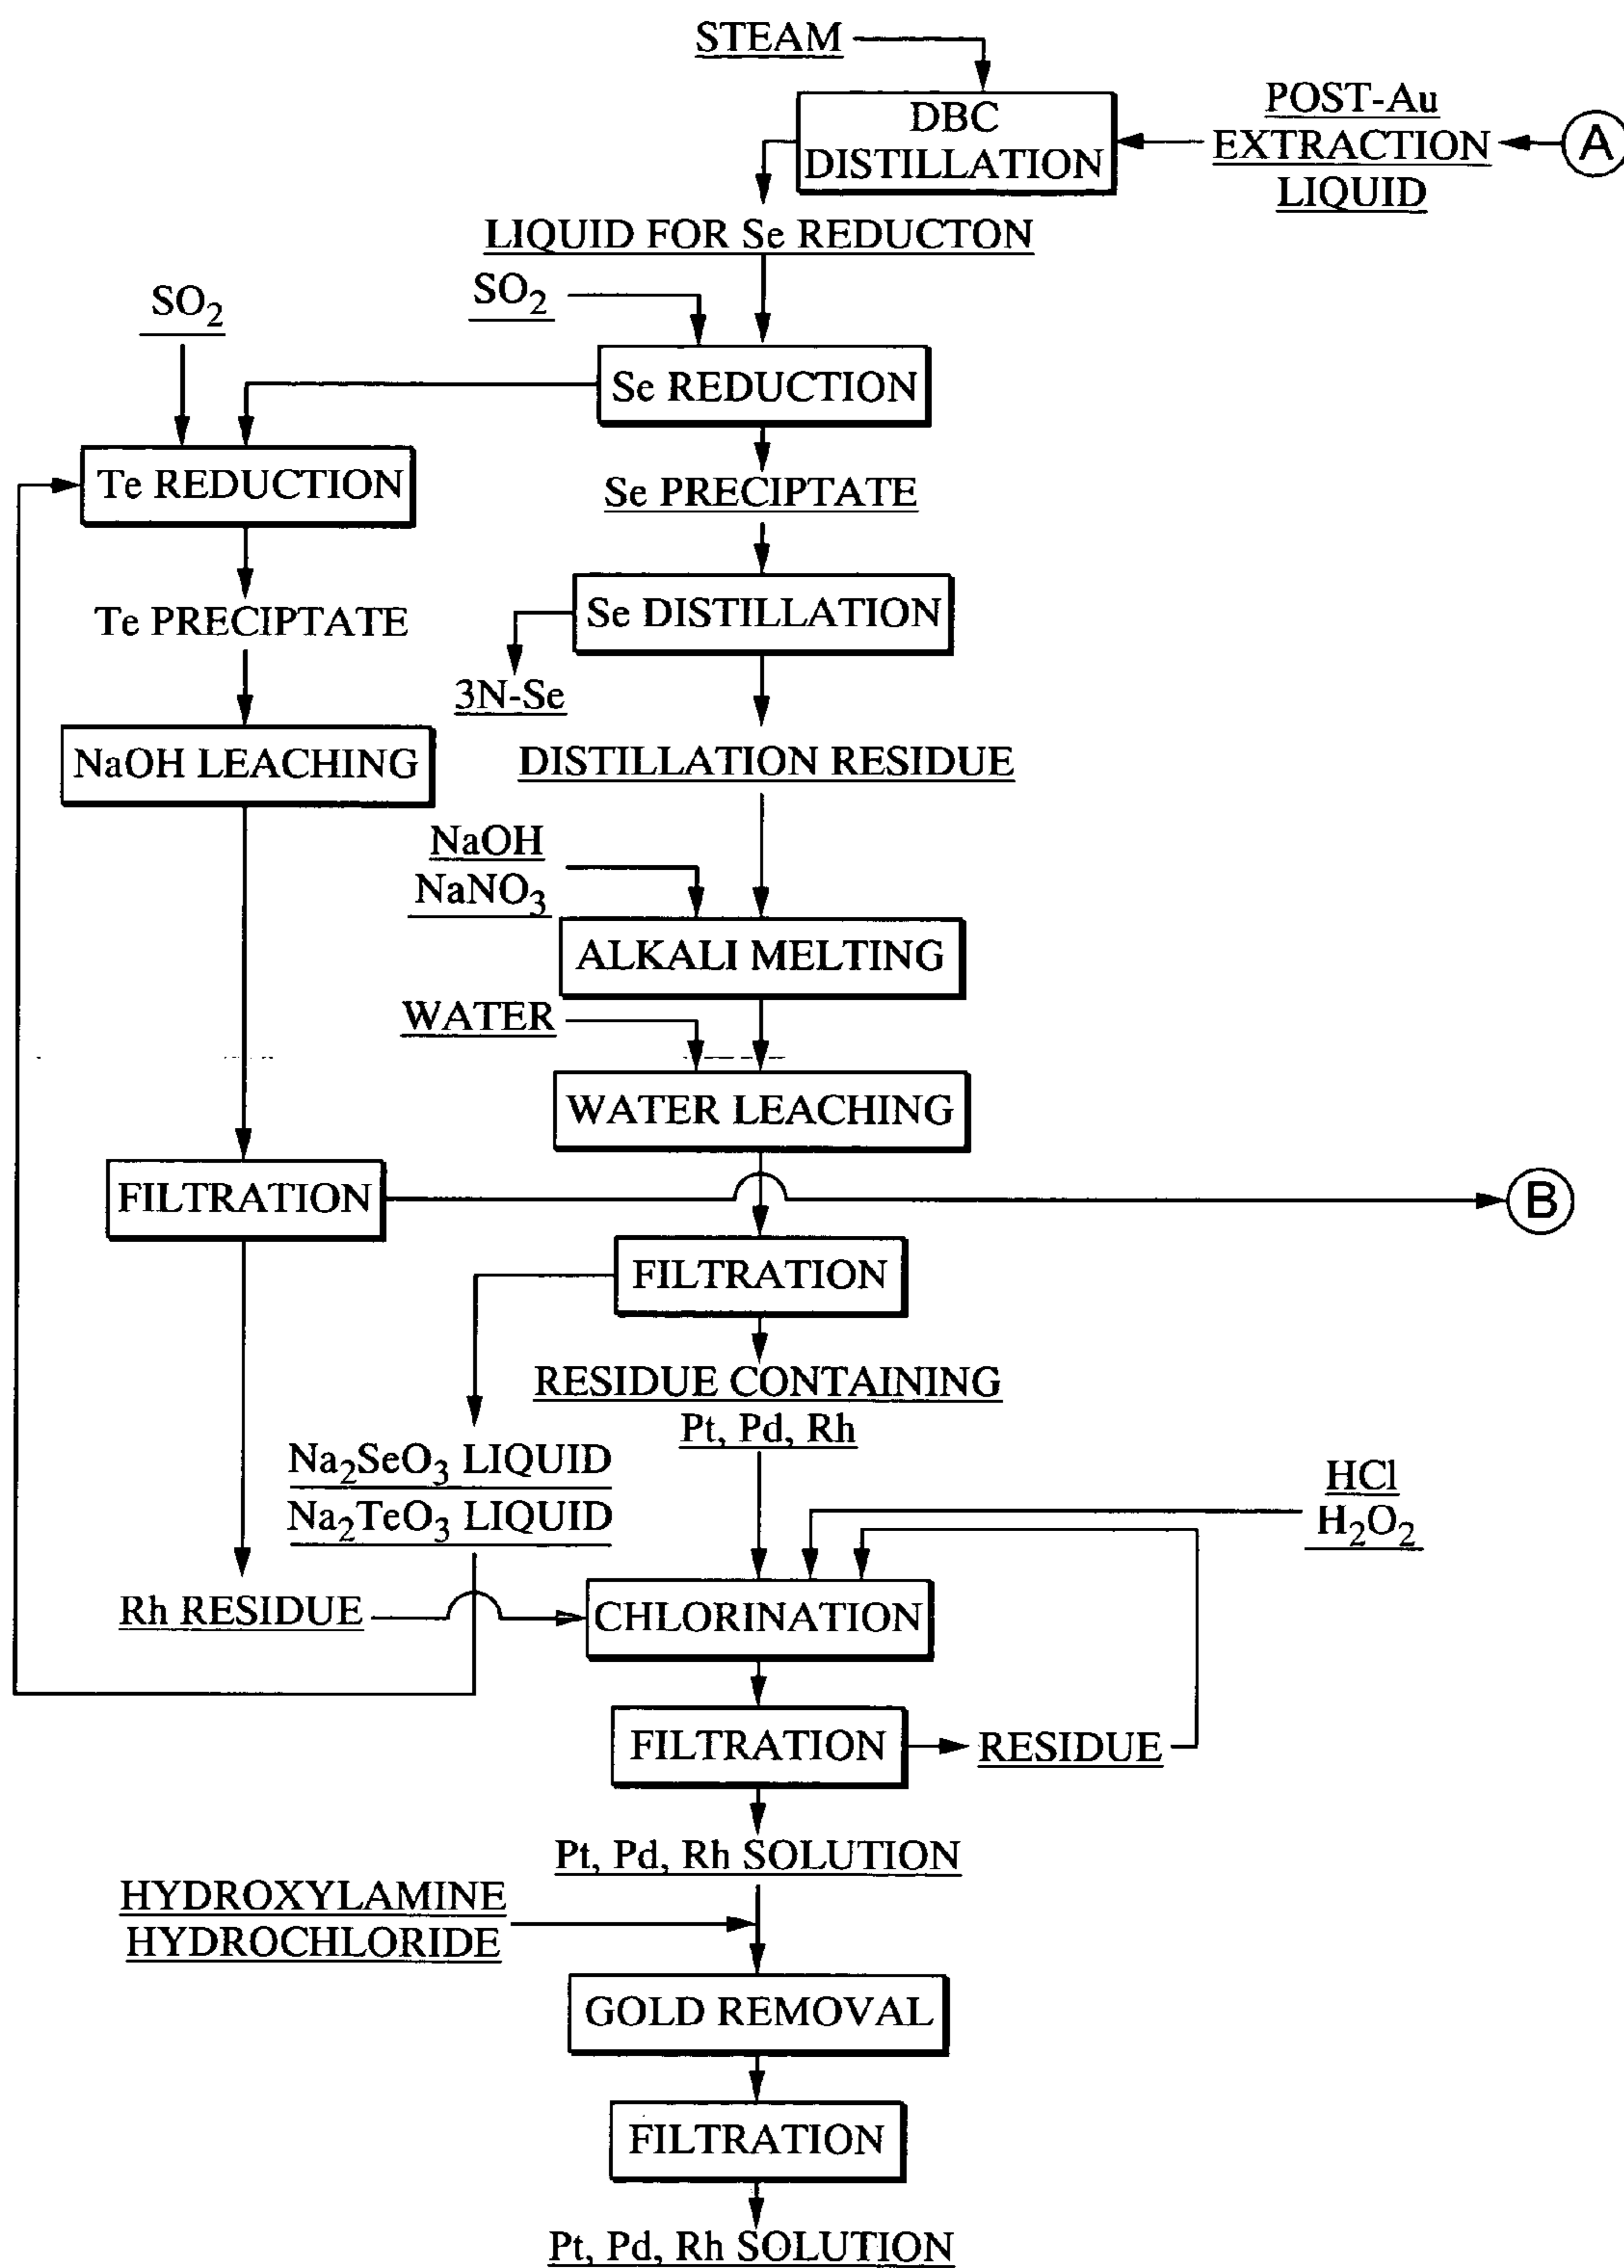 STEAM
DBC
DISTILLATION
POST-Au
EXTRACTION
LIQUID
A
LIQUID FOR Se REDUCTON
SO2
SO2
Se REDUCTION
Te REDUCTION
Se PRECIPTATE
Se DISTILLATION
Te PRECIPTATE
3N-Se
NaOH LEACHING
DISTILLATION RESIDUE
NaOH
NaNO3
ALKALI MELTING
WATER
WATER LEACHING
FILTRATION
B
FILTRATION
RESIDUE CONTAINING
Pt, Pd, Rh
Na2SeO3 LIQUID
Na2TeO3 LIQUID
HCl
H2O2
Rh RESIDUE
CHLORINATION
FILTRATION
RESIDUE
Pt, Pd, Rh SOLUTION
HYDROXYLAMINE
HYDROCHLORIDE
GOLD REMOVAL
FILTRATION
Pt, Pd, Rh SOLUTION